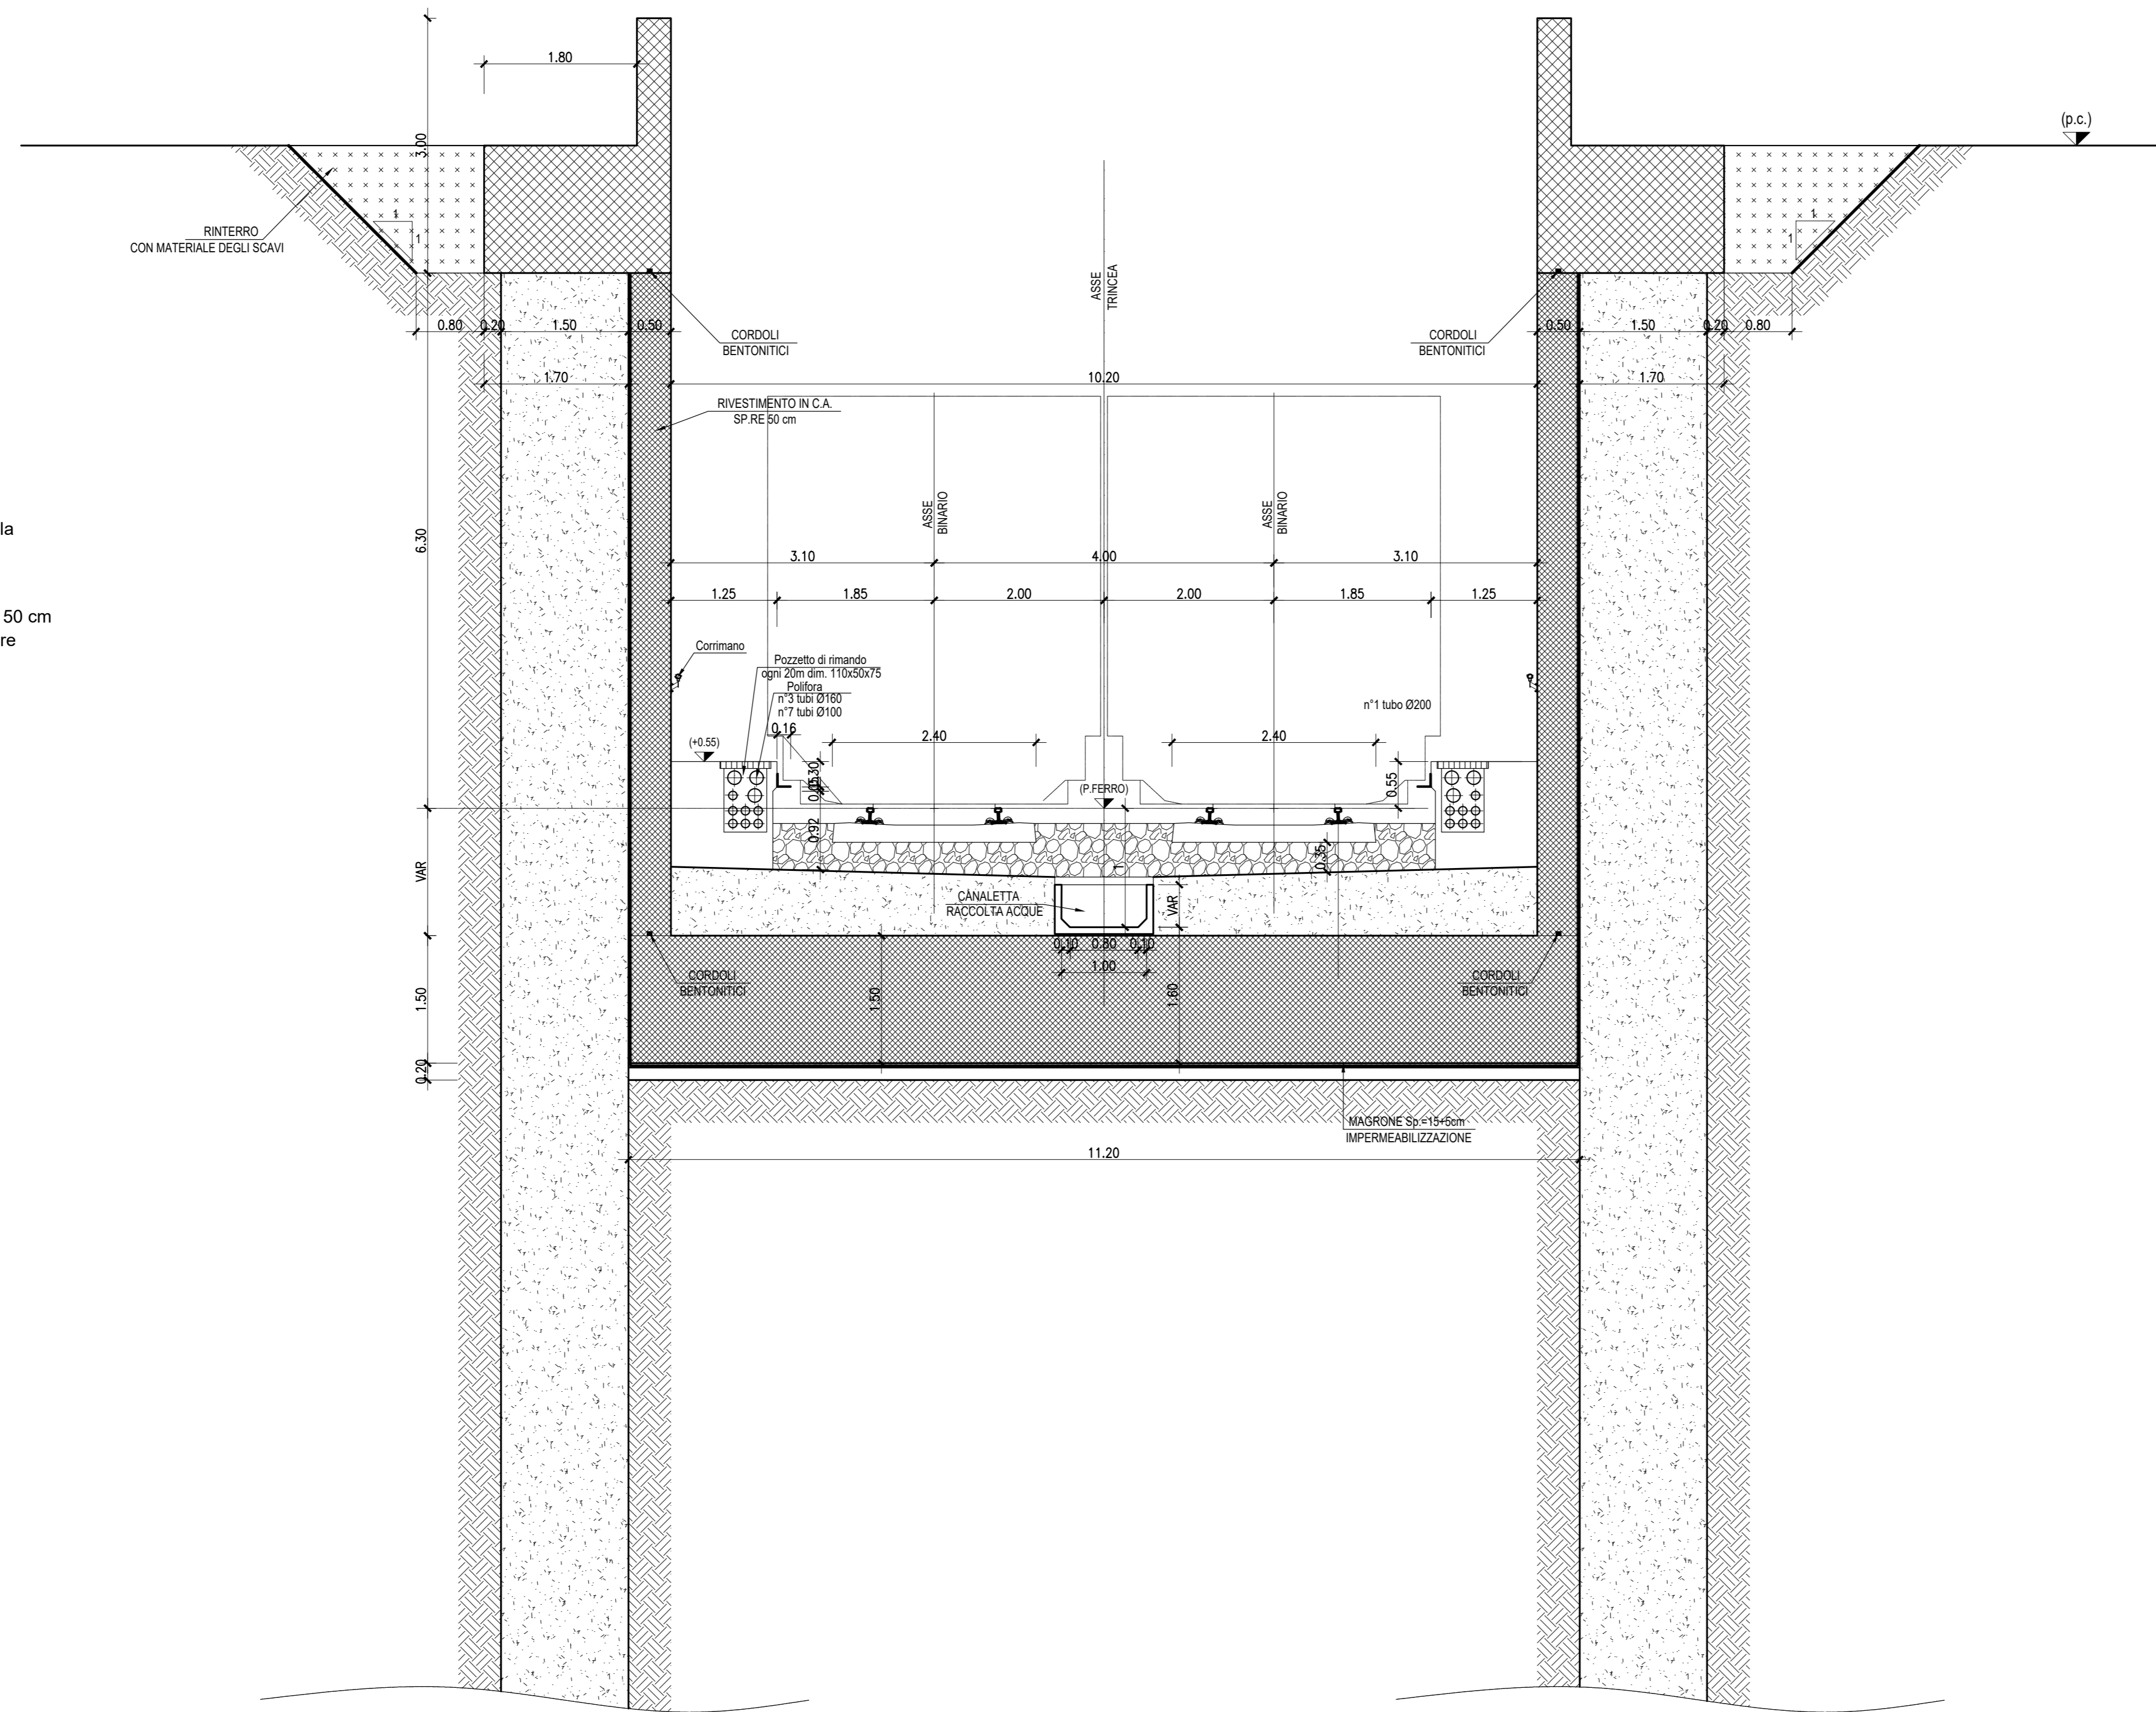 1.80
3.00
(p.c.)
1
1
1
1
RINTERRO
CON MATERIALE DEGLI SCAVI
ASSE
TRINCEA
0.80 0.20 1.50 0.50
0.50 1.50 0.20 0.80
CORDOLI
BENTONITICI
CORDOLI
BENTONITICI
1.70
10.20
1.70
RIVESTIMENTO IN C.A.
SP.RE 50 cm
ASSE
BINARIO
ASSE
BINARIO
la
6.30
3.10 4.00 3.10
1.25 1.85 2.00 2.00 1.85 1.25
50 cm
re
Corrimano
Pozzetto di rimando
ogni 20m dim. 110x50x75
Polifora
n°3 tubi Ø160
n°7 tubi Ø100
n°1 tubo Ø200
0.16
2.40
2.40
(+0.55)
0.30
0.55
(P.FERRO)
0.92
0.35
VAR
CANALETTA
RACCOLTA ACQUE
VAR
0.10 0.80 0.10
1.00
CORDOLI
BENTONITICI
CORDOLI
BENTONITICI
1.50
1.50
1.60
0.20
MAGRONE Sp.=15+5cm
IMPERMEABILIZZAZIONE
11.20